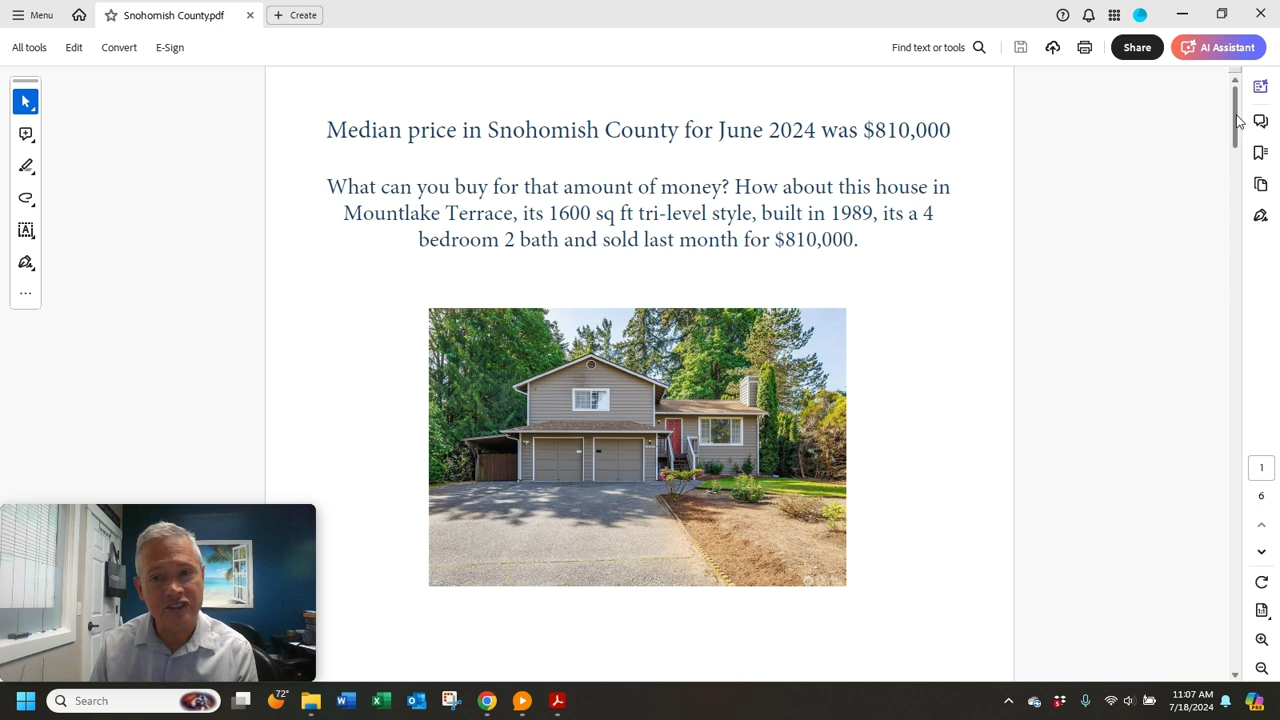 Menu
Snohomish County.pdf
Create
All tools
Edit
Convert
E-Sign
Find text or tools
Share
AI Assistant
Median price in Snohomish County for June 2024 was $810,000
What can you buy for that amount of money? How about this house in
Mountlake Terrace, its 1600 sq ft tri-level style, built in 1989, its a 4
bedroom 2 bath and sold last month for $810,000.
1
6
Search
72°
11:07 AM
7/18/2024